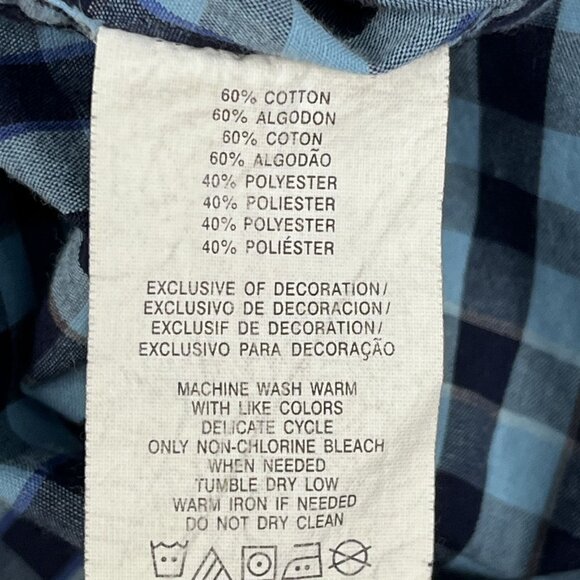 60% COTTON
60% ALGODON
60% COTON
60% ALGODÃO
40% POLYESTER
40% POLIESTER
40% POLYESTER
40% POLIÉSTER
EXCLUSIVE OF DECORATION/
EXCLUSIVO DE DECORACION/
EXCLUSIF DE DECORATION/
EXCLUSIVO PARA DECORAÇÃO
MACHINE WASH WARM
WITH LIKE COLORS
DELICATE CYCLE
ONLY NON-CHLORINE BLEACH
WHEN NEEDED
TUMBLE DRY LOW
WARM IRON IF NEEDED
DO NOT DRY CLEAN